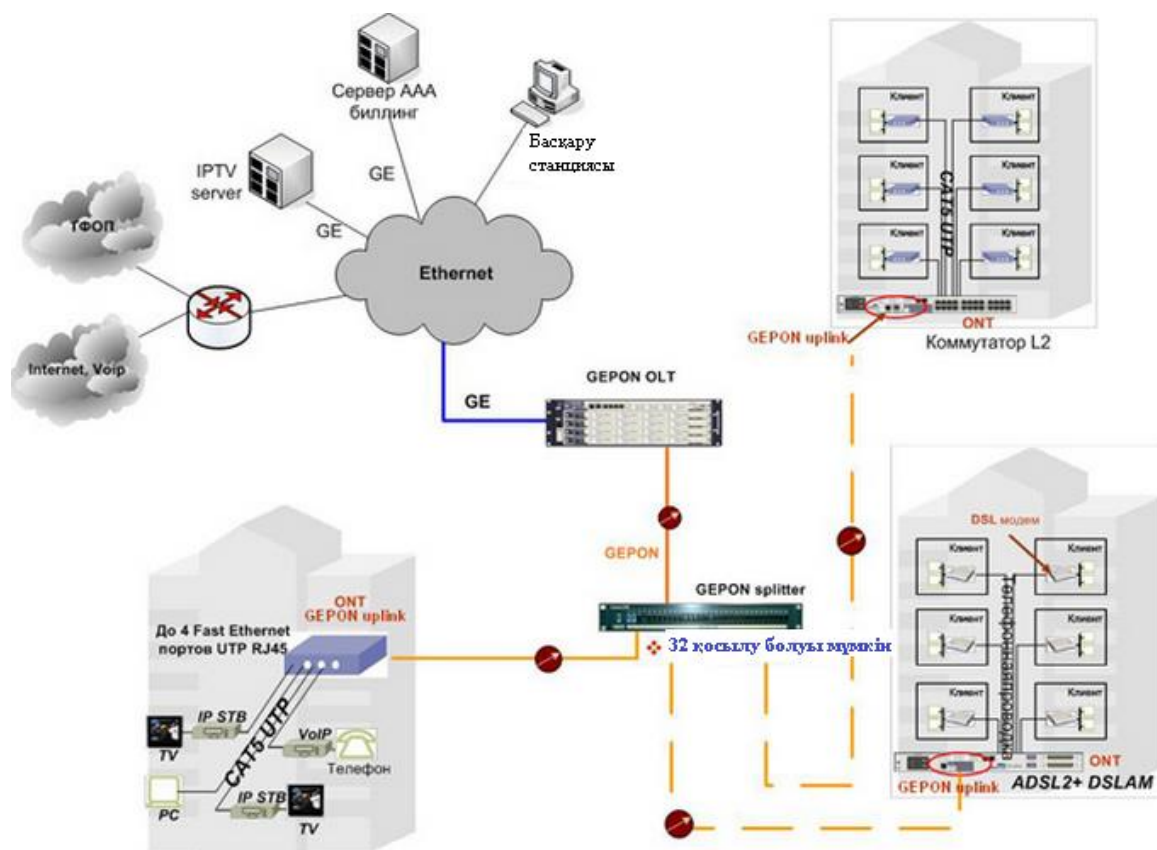 Сервер AAA
биллинг
Басқару
станциясы
IPTV
server
GE
GE
ТФОП
Ethernet
Internet, Voip
GE
GEPON OLT
GEPON
GEPON splitter
32 қосылу болуы мүмкін
Клиент
Клиент
Клиент
Клиент
Клиент
Клиент
CAT5 UTP
ONT
GEPON uplink
Коммутатор L2
DSL модем
Клиент
Клиент
Клиент
Клиент
Клиент
Клиент
Телефонная проводка
ONT
GEPON uplink
ADSL2+ DSLAM
ONT
GEPON uplink
До 4 Fast Ethernet
портов UTP RJ45
IP STB
TV
CAT5 UTP
VoIP
Телефон
PC
IP STB
TV